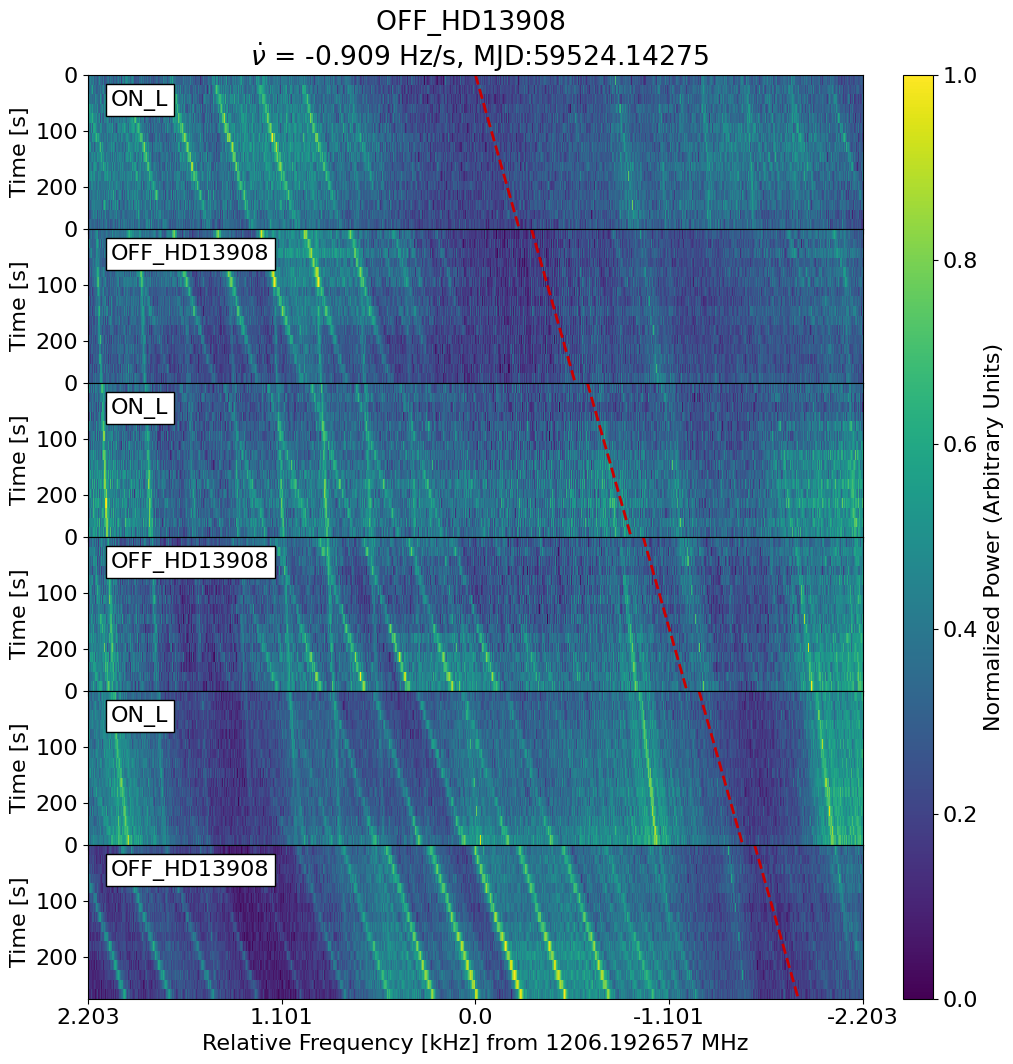 OFF_HD13908
ν̇ = -0.909 Hz/s, MJD:59524.14275
0
100
200
Time [s]
ON_L
0
100
200
Time [s]
OFF_HD13908
0
100
200
Time [s]
ON_L
0
100
200
Time [s]
OFF_HD13908
0
100
200
Time [s]
ON_L
0
100
200
Time [s]
OFF_HD13908
2.203
1.101
0.0
-1.101
-2.203
Relative Frequency [kHz] from 1206.192657 MHz
1.0
0.8
0.6
0.4
0.2
0.0
Normalized Power (Arbitrary Units)